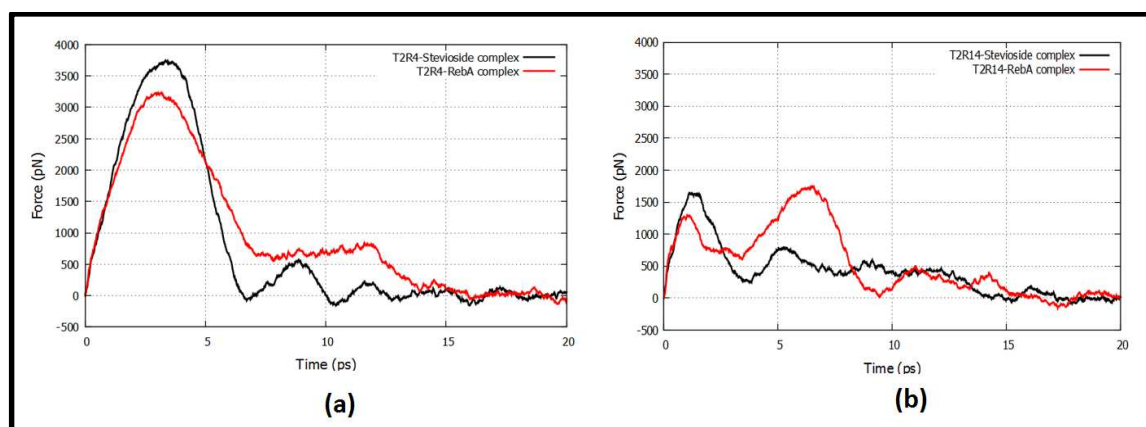 4000
3500
3000
2500
2000
1500
1000
500
0
-500
Force (pN)
T2R4-Stevioside complex
T2R4-RebA complex
0 5 10 15 20
Time (ps)
(a)
4000
3500
3000
2500
2000
1500
1000
500
0
-500
Force (pN)
T2R14-Stevioside complex
T2R14-RebA complex
0 5 10 15 20
Time (ps)
(b)